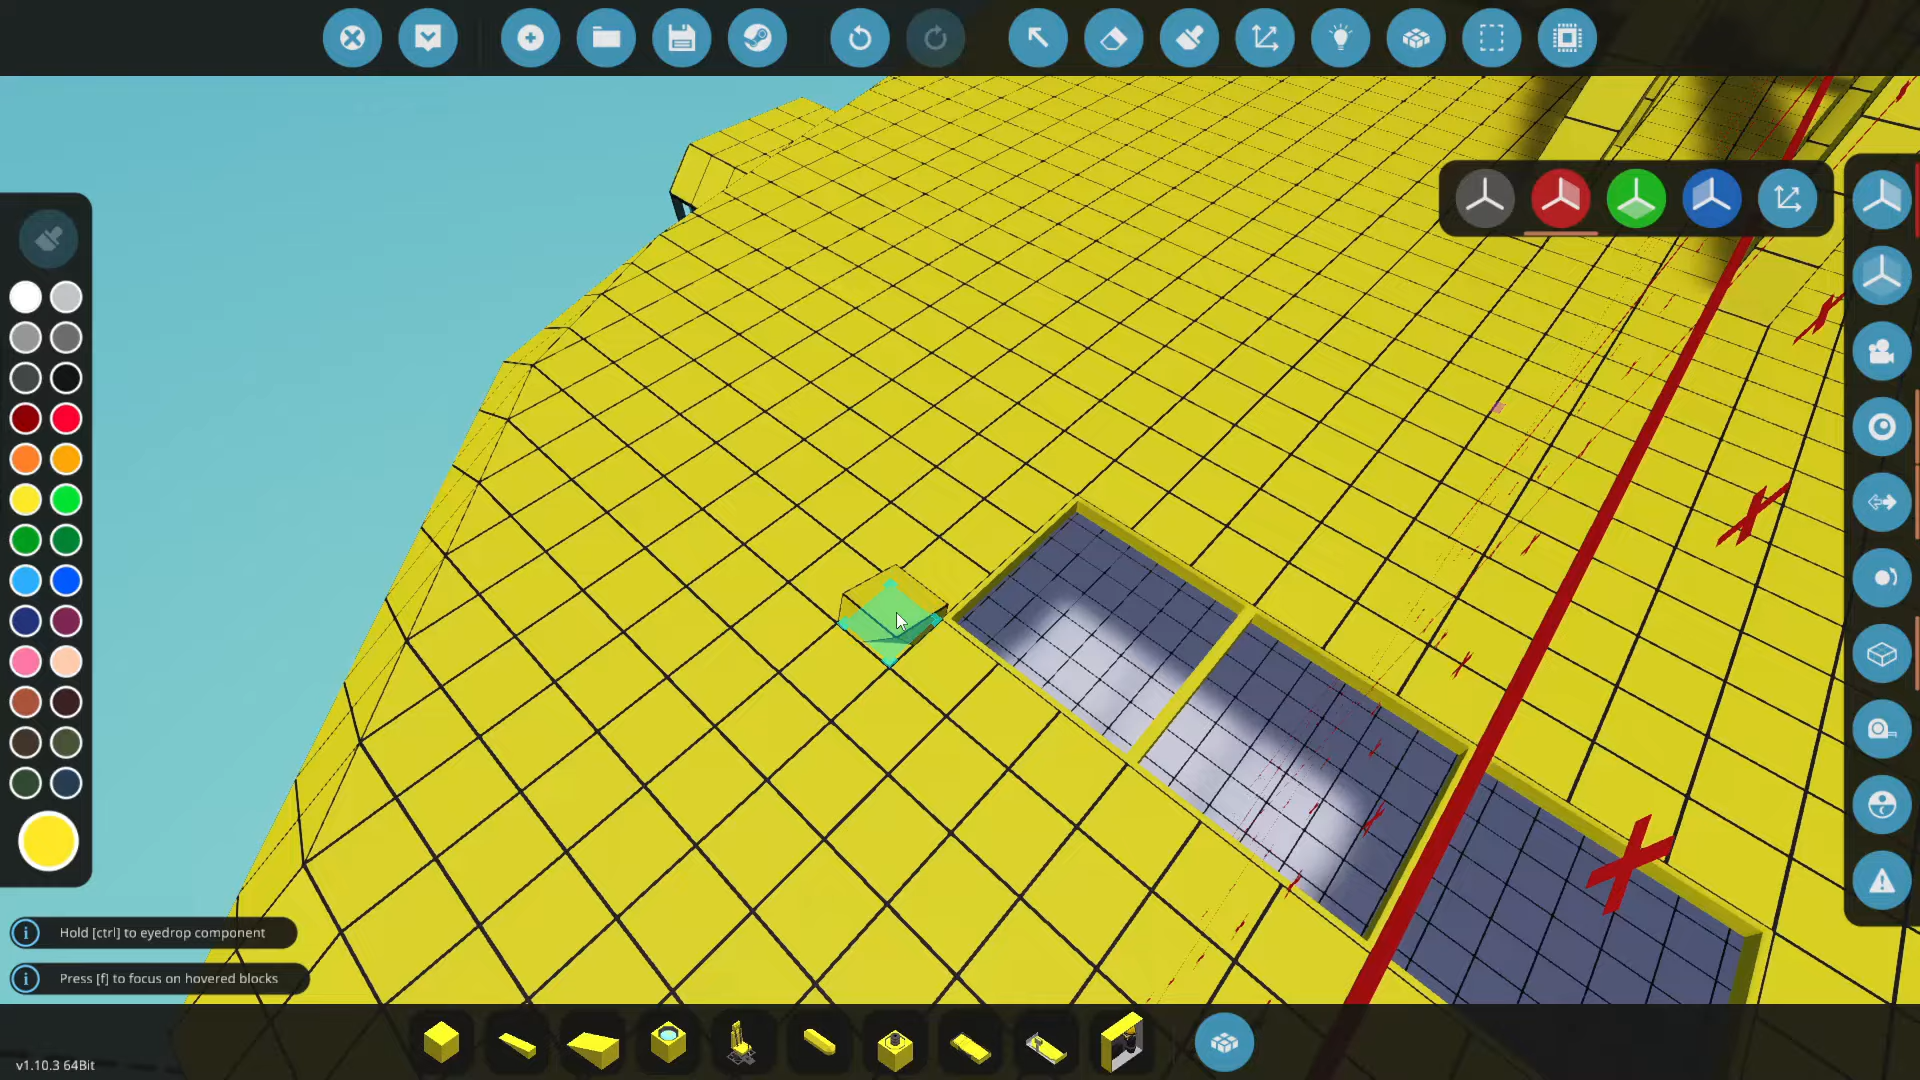 Hold [ctrl] to eyedrop component
Press [f] to focus on hovered blocks
v1.10.3 64Bit